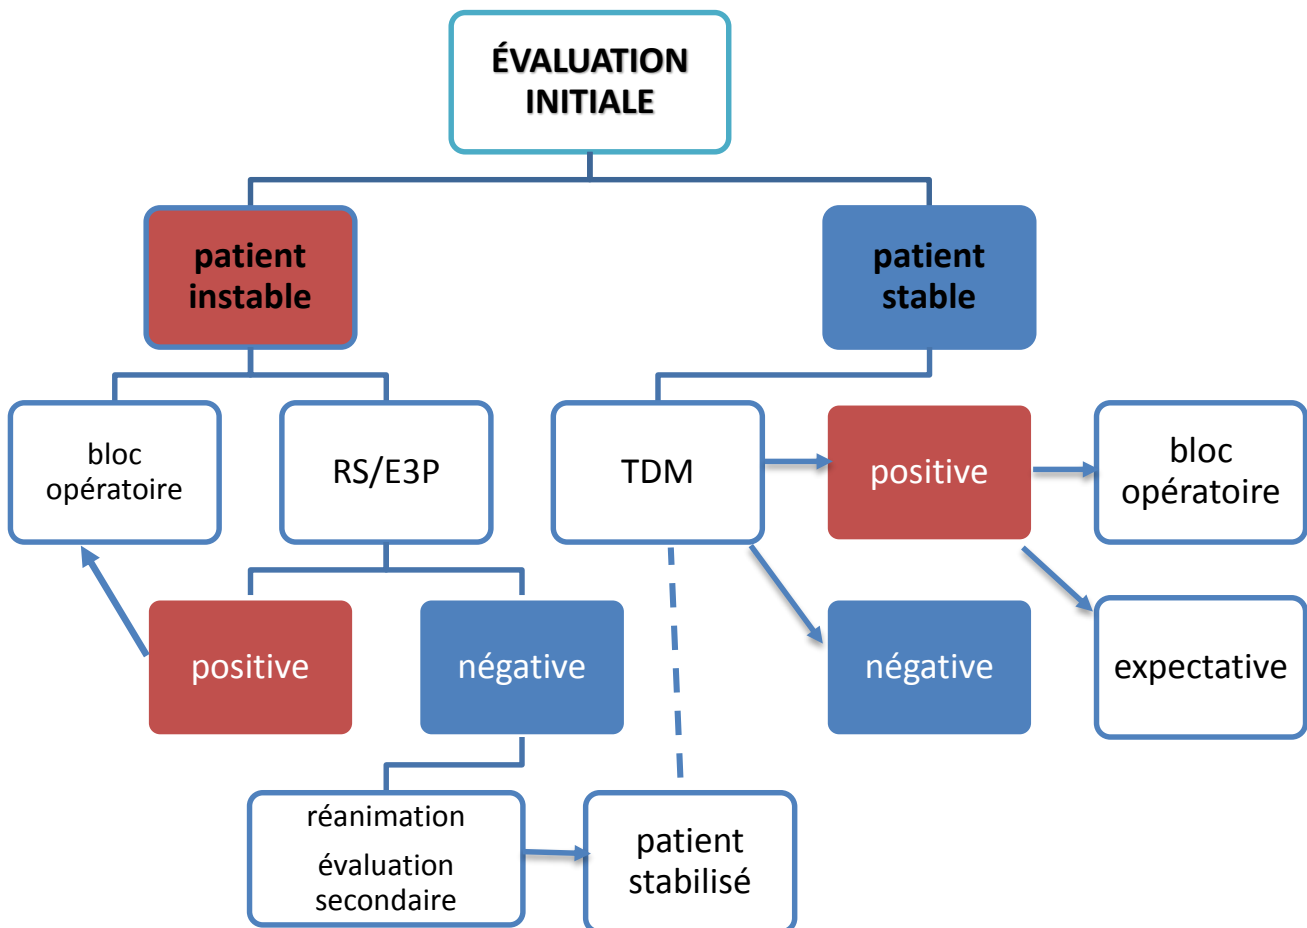 ÉVALUATION
INITIALE
patient
instable
patient
stable
bloc
opératoire
RS/E3P
TDM
positive
bloc
opératoire
positive
négative
négative
expectative
réanimation
évaluation
secondaire
patient
stabilisé